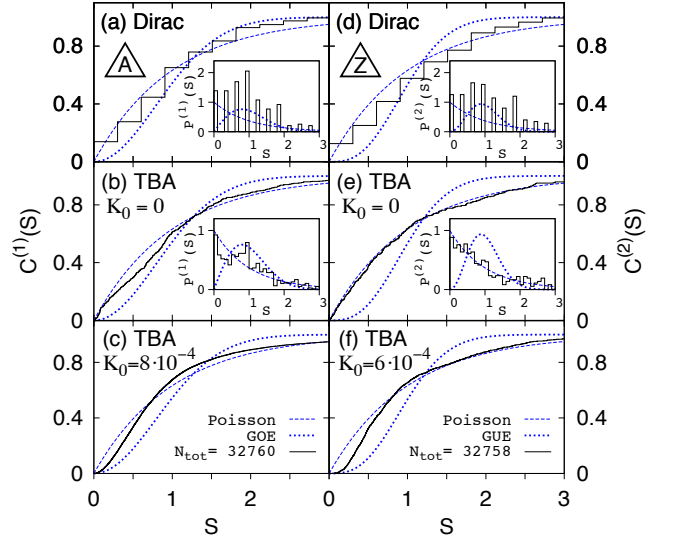 (a) Dirac
A
0.8
0.4
0
P(1)(S)
2
1
0
0 1 2 3
S
(d) Dirac
Z
0.8
0.4
0
P(2)(S)
2
1
0
0 1 2 3
S
C(1)(S)
(b) TBA
K0 = 0
0.8
0.4
0
P(1)(S)
1
0
0 1 2 3
S
(e) TBA
K0 = 0
0.8
0.4
0
C(2)(S)
P(2)(S)
1
0
0 1 2 3
S
(c) TBA
K0=8·10−4
0.8
0.4
0
Poisson
GOE
Ntot= 32760
0 1 2
S
(f) TBA
K0=6·10−4
0.8
0.4
0
Poisson
GUE
Ntot= 32758
0 1 2 3
S